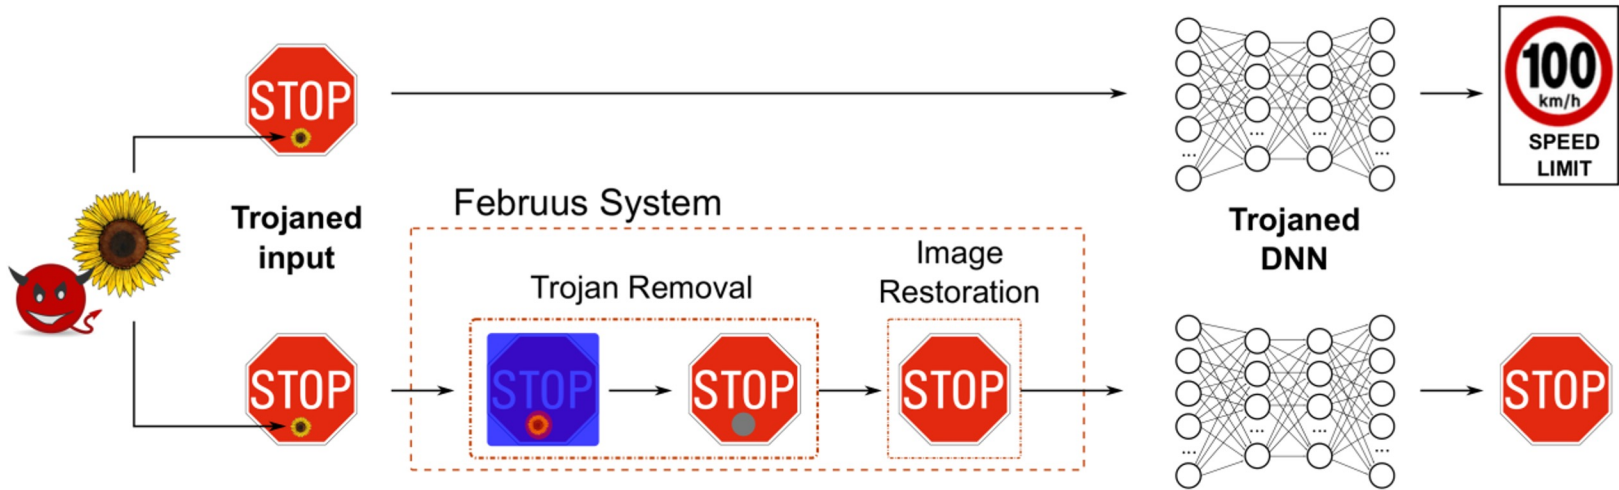 STOP
100
km/h
SPEED
LIMIT
...
...
...
...
Trojaned
input
Februus System
Trojaned
DNN
Trojan Removal
Image
Restoration
STOP
STOP
STOP
STOP
STOP
...
...
...
...